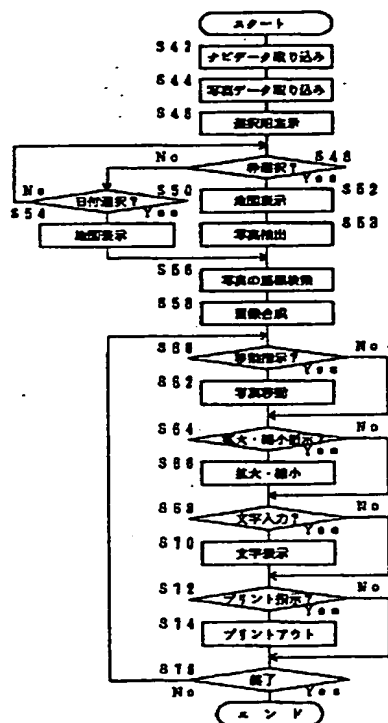 スタート
S42
ナビデータ取り込み
S44
写真データ取り込み
S46
選択用表示
No
枠選択?
S48
Yes
No
日付選択?
S50
Yes
S52
地図表示
S54
地図表示
S53
写真抽出
S56
写真の座標検索
S58
画像合成
S60
移動指示?
No
Yes
S62
写真移動
S64
拡大・縮小指示?
No
Yes
S66
拡大・縮小
S68
文字入力?
No
Yes
S70
文字表示
S72
プリント指示?
No
Yes
S74
プリントアウト
S76
終了
No
Yes
エンド